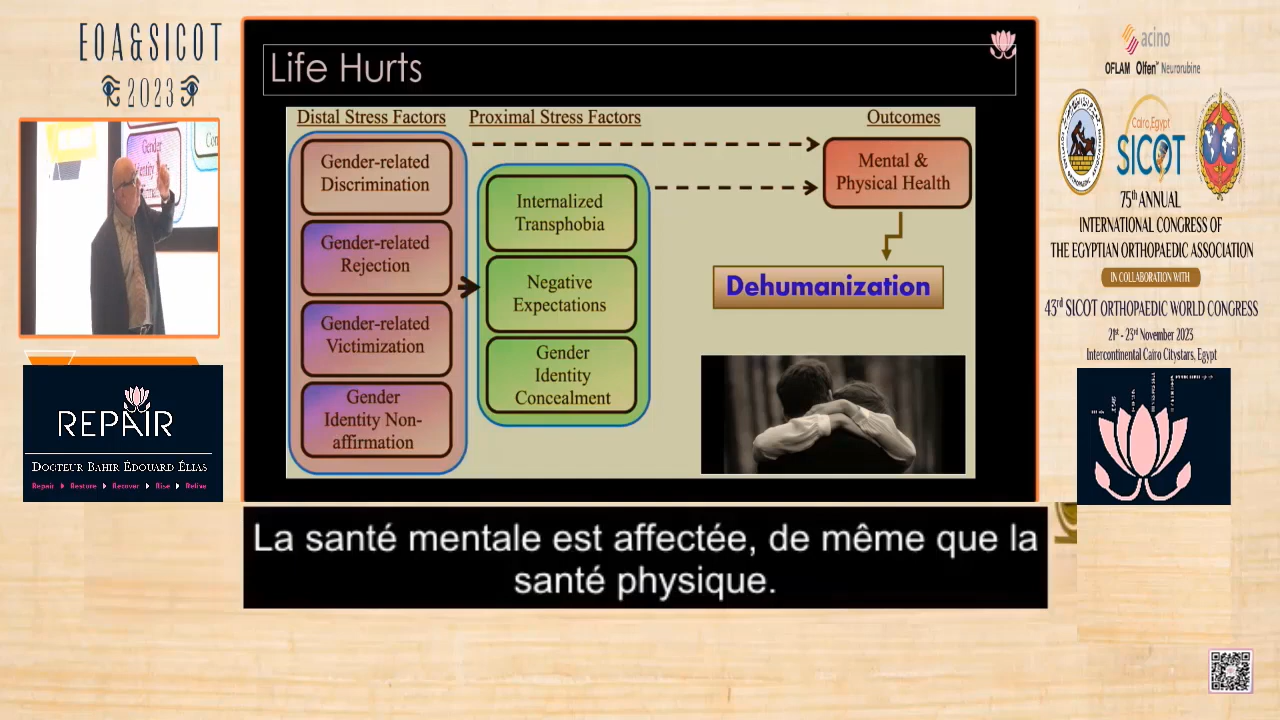 EOA&SICOT
2023
Life Hurts
Distal Stress Factors
Proximal Stress Factors
Outcomes
Gender-related
Discrimination
Gender-related
Rejection
Gender-related
Victimization
Gender
Identity Non-
affirmation
Internalized
Transphobia
Negative
Expectations
Gender
Identity
Concealment
Mental &
Physical Health
Dehumanization
La santé mentale est affectée, de même que la
santé physique.
REPAIR
DOCTEUR BAHIR ÉDOUARD ÉLIAS
Repair Restore Recover Rise Relive
acino
OFLAM Olfen Neurorubine
Cairo, Egypt
SICOT
75th ANNUAL
INTERNATIONAL CONGRESS OF
THE EGYPTIAN ORTHOPAEDIC ASSOCIATION
IN COLLABORATION WITH
43rd SICOT ORTHOPAEDIC WORLD CONGRESS
21st - 23rd November 2023
Intercontinental Cairo Citystars, Egypt